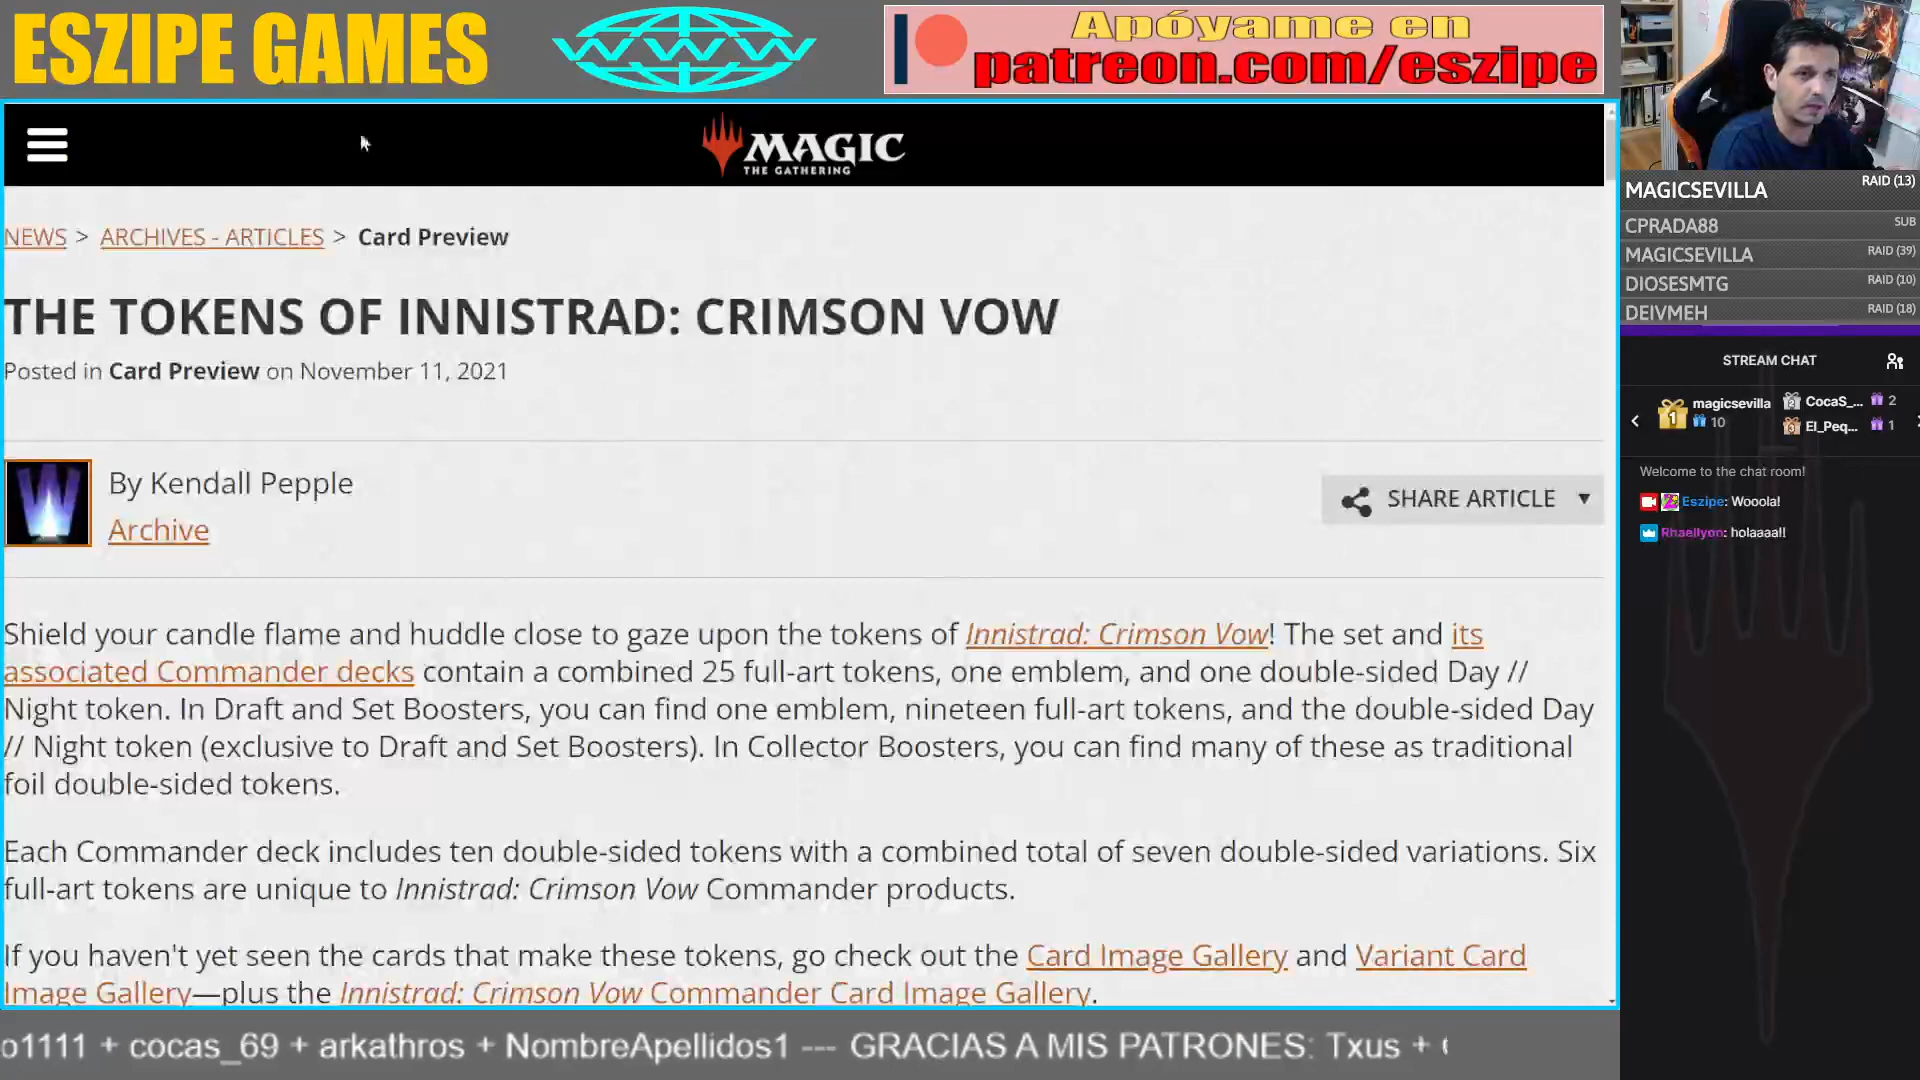 ESZIPE GAMES
WWW
Apóyame en
patreon.com/eszipe
MAGIC
THE GATHERING
NEWS > ARCHIVES - ARTICLES > Card Preview
THE TOKENS OF INNISTRAD: CRIMSON VOW
Posted in Card Preview on November 11, 2021
By Kendall Pepple
Archive
SHARE ARTICLE ▼
Shield your candle flame and huddle close to gaze upon the tokens of Innistrad: Crimson Vow! The set and its
associated Commander decks contain a combined 25 full-art tokens, one emblem, and one double-sided Day //
Night token. In Draft and Set Boosters, you can find one emblem, nineteen full-art tokens, and the double-sided Day
// Night token (exclusive to Draft and Set Boosters). In Collector Boosters, you can find many of these as traditional
foil double-sided tokens.
Each Commander deck includes ten double-sided tokens with a combined total of seven double-sided variations. Six
full-art tokens are unique to Innistrad: Crimson Vow Commander products.
If you haven't yet seen the cards that make these tokens, go check out the Card Image Gallery and Variant Card
Image Gallery—plus the Innistrad: Crimson Vow Commander Card Image Gallery.
o1111 + cocas_69 + arkathros + NombreApellidos1 --- GRACIAS A MIS PATRONES: Txus +
MAGICSEVILLA RAID (13)
CPRADA88 SUB
MAGICSEVILLA RAID (39)
DIOSESMTG RAID (10)
DEIVMEH RAID (18)
STREAM CHAT
1 magicsevilla 10
2 CocaS_... 2
3 El_Peq... 1
Welcome to the chat room!
Eszipe: Wooola!
Rhaellyon: holaaaa!!